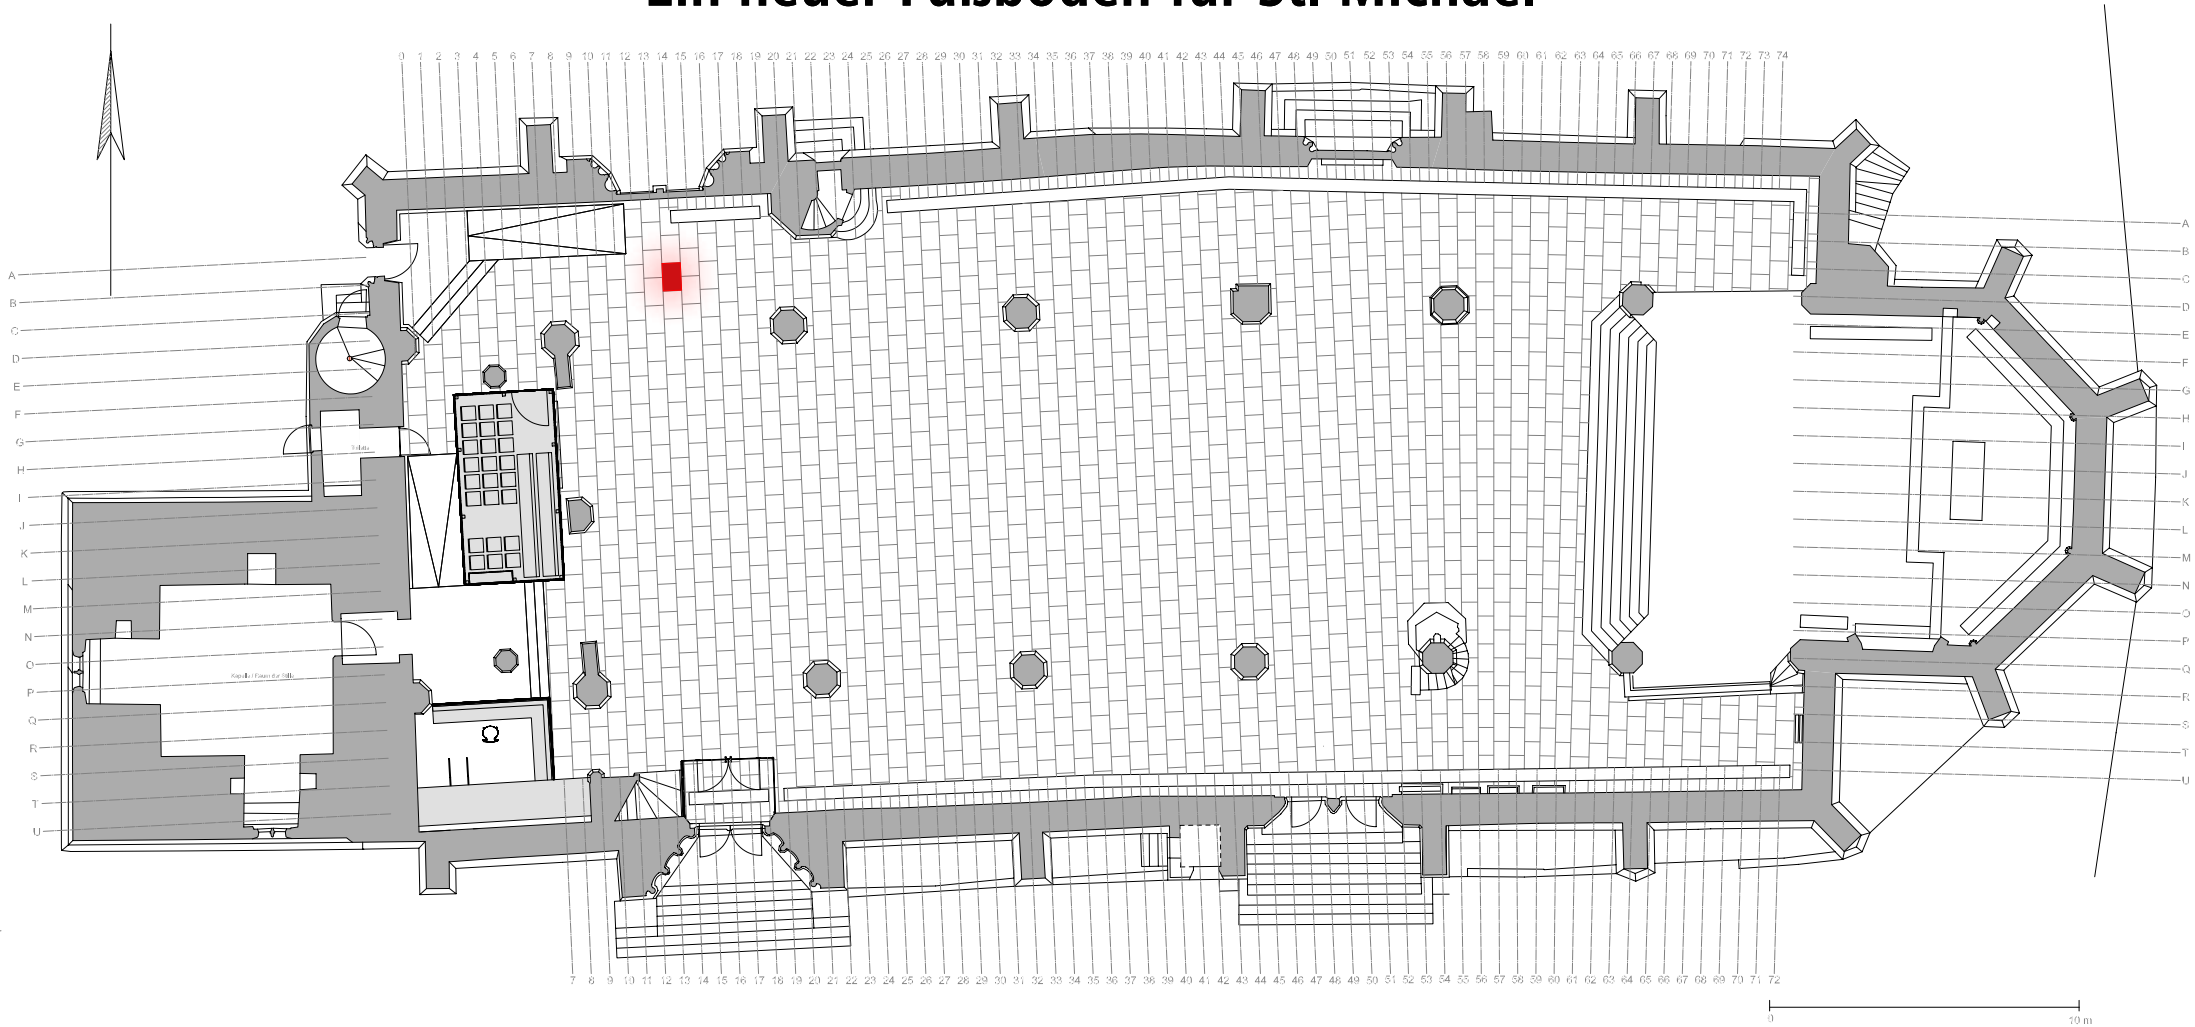 Ein neuer Fußboden für St. Michael
0 1 2 3 4 5 6 7 8 9 10 11 12 13 14 15 16 17 18 19 20 21 22 23 24 25 26 27 28 29 30 31 32 33 34 35 36 37 38 39 40 41 42 43 44 45 46 47 48 49 50 51 52 53 54 55 56 57 58 59 60 61 62 63 64 65 66 67 68 69 70 71 72 73 74
A A
B B
C C
D D
E E
F F
G G
H H
I I
J J
K K
L L
M M
N N
O O
P P
Q Q
R R
S S
T T
U U
7 8 9 10 11 12 13 14 15 16 17 18 19 20 21 22 23 24 25 26 27 28 29 30 31 32 33 34 35 36 37 38 39 40 41 42 43 44 45 46 47 48 49 50 51 52 53 54 55 56 57 58 59 60 61 62 63 64 65 66 67 68 69 70 71 72
0 10 m